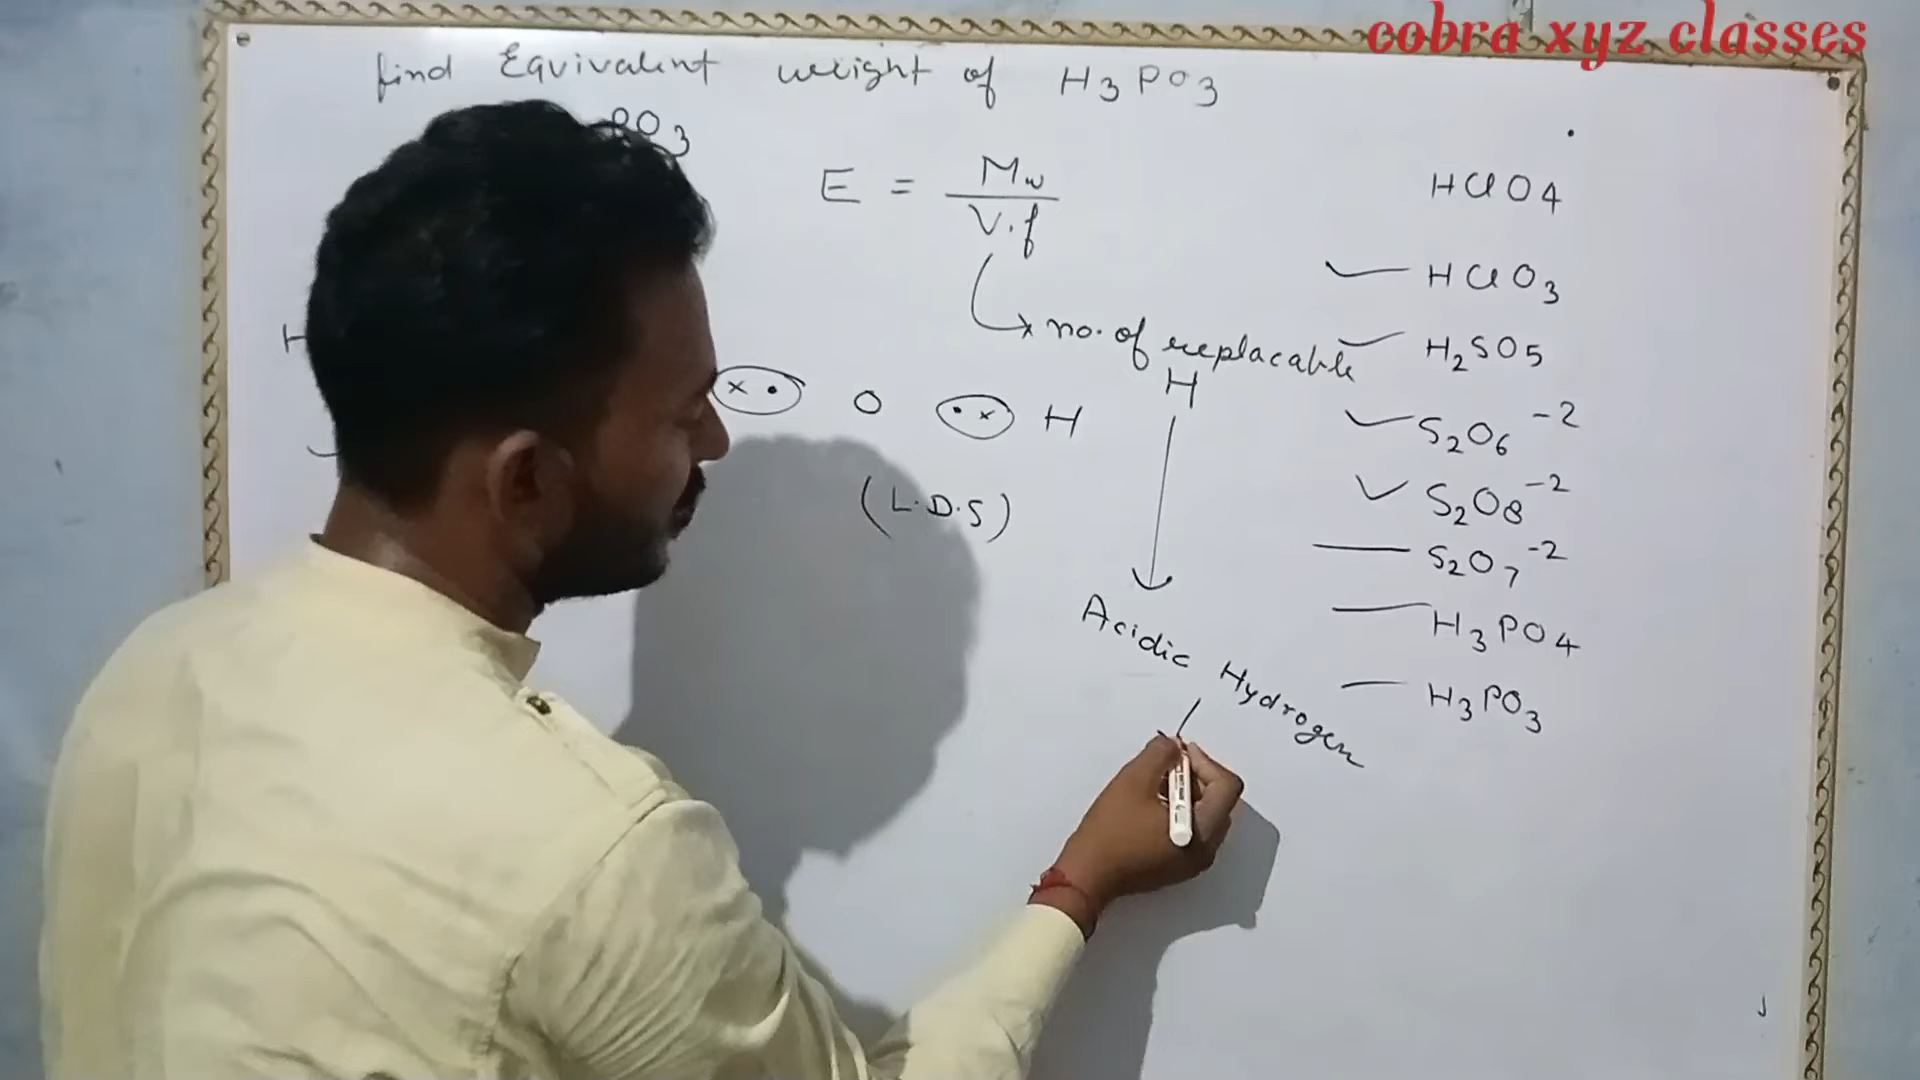 cobra xyz classes
find Equivalent weight of H3PO3
PO3
E = Mw
V.f
no. of replacable
H
O H
(L.D.S)
Acidic Hydrogen
HClO4
HClO3
H2SO5
S2O6 -2
S2O8 -2
S2O7 -2
H3PO4
H3PO3